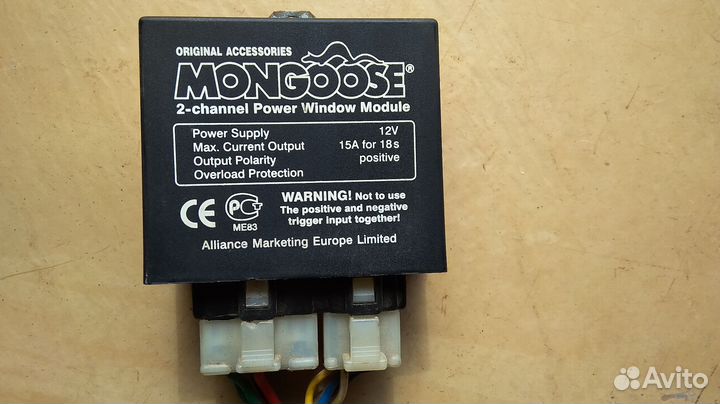 ORIGINAL ACCESSORIES
MONGOOSE®
2-channel Power Window Module
Power Supply 12V
Max. Current Output 15A for 18s
Output Polarity positive
Overload Protection
CE PCT ME83
WARNING! Not to use
The positive and negative
trigger input together!
Alliance Marketing Europe Limited
Avito